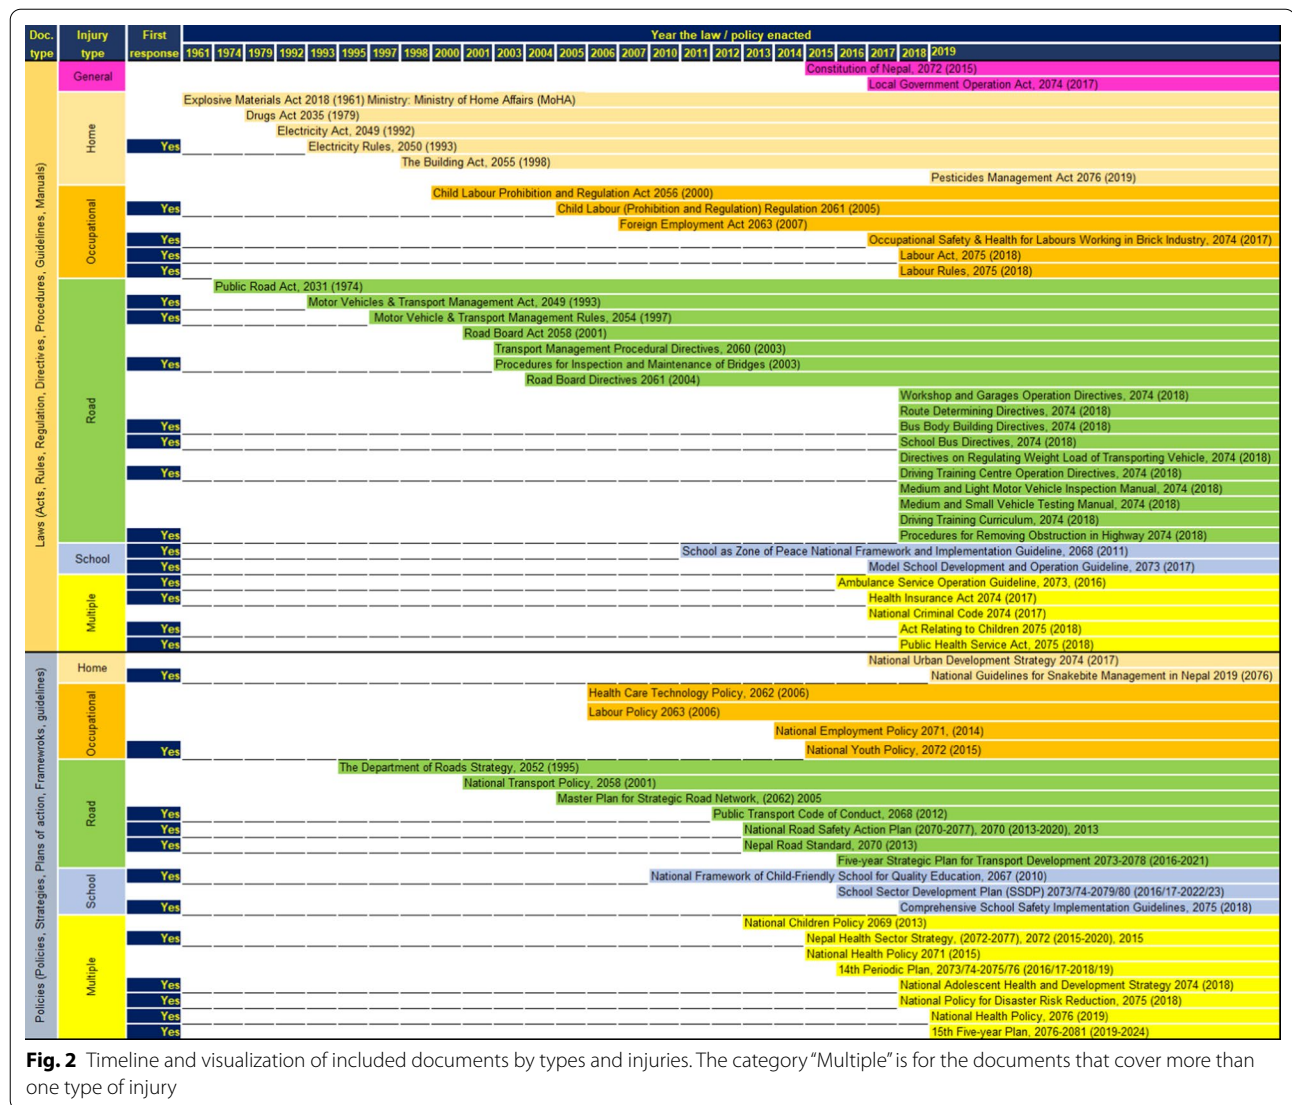 Doc. Injury First Year the law / policy enacted
type type response 1961 1974 1979 1992 1993 1995 1997 1998 2000 2001 2003 2004 2005 2006 2007 2010 2011 2012 2013 2014 2015 2016 2017 2018 2019
Laws (Acts, Rules, Regulation, Directives, Procedures, Guidelines, Manuals)
General
Constitution of Nepal, 2072 (2015)
Local Government Operation Act, 2074 (2017)
Home
Explosive Materials Act 2018 (1961) Ministry: Ministry of Home Affairs (MoHA)
Drugs Act 2035 (1979)
Electricity Act, 2049 (1992)
Yes Electricity Rules, 2050 (1993)
The Building Act, 2055 (1998)
Pesticides Management Act 2076 (2019)
Occupational
Child Labour Prohibition and Regulation Act 2056 (2000)
Yes Child Labour (Prohibition and Regulation) Regulation 2061 (2005)
Foreign Employment Act 2063 (2007)
Yes Occupational Safety & Health for Labours Working in Brick Industry, 2074 (2017)
Yes Labour Act, 2075 (2018)
Yes Labour Rules, 2075 (2018)
Road
Public Road Act, 2031 (1974)
Yes Motor Vehicles & Transport Management Act, 2049 (1993)
Yes Motor Vehicle & Transport Management Rules, 2054 (1997)
Road Board Act 2058 (2001)
Transport Management Procedural Directives, 2060 (2003)
Yes Procedures for Inspection and Maintenance of Bridges (2003)
Road Board Directives 2061 (2004)
Workshop and Garages Operation Directives, 2074 (2018)
Route Determining Directives, 2074 (2018)
Yes Bus Body Building Directives, 2074 (2018)
Yes School Bus Directives, 2074 (2018)
Directives on Regulating Weight Load of Transporting Vehicle, 2074 (2018)
Yes Driving Training Centre Operation Directives, 2074 (2018)
Medium and Light Motor Vehicle Inspection Manual, 2074 (2018)
Medium and Small Vehicle Testing Manual, 2074 (2018)
Driving Training Curriculum, 2074 (2018)
Yes Procedures for Removing Obstruction in Highway 2074 (2018)
School
Yes School as Zone of Peace National Framework and Implementation Guideline, 2068 (2011)
Yes Model School Development and Operation Guideline, 2073 (2017)
Multiple
Yes Ambulance Service Operation Guideline, 2073, (2016)
Yes Health Insurance Act 2074 (2017)
National Criminal Code 2074 (2017)
Yes Act Relating to Children 2075 (2018)
Yes Public Health Service Act, 2075 (2018)
Policies (Policies, Strategies, Plans of action, Framewroks, guidelines)
Home
National Urban Development Strategy 2074 (2017)
Yes National Guidelines for Snakebite Management in Nepal 2019 (2076)
Occupational
Health Care Technology Policy, 2062 (2006)
Labour Policy 2063 (2006)
National Employment Policy 2071, (2014)
Yes National Youth Policy, 2072 (2015)
Road
The Department of Roads Strategy, 2052 (1995)
National Transport Policy, 2058 (2001)
Master Plan for Strategic Road Network, (2062) 2005
Yes Public Transport Code of Conduct, 2068 (2012)
Yes National Road Safety Action Plan (2070-2077), 2070 (2013-2020), 2013
Yes Nepal Road Standard, 2070 (2013)
Five-year Strategic Plan for Transport Development 2073-2078 (2016-2021)
School
Yes National Framework of Child-Friendly School for Quality Education, 2067 (2010)
School Sector Development Plan (SSDP) 2073/74-2079/80 (2016/17-2022/23)
Yes Comprehensive School Safety Implementation Guidelines, 2075 (2018)
Multiple
National Children Policy 2069 (2013)
Yes Nepal Health Sector Strategy, (2072-2077), 2072 (2015-2020), 2015
National Health Policy 2071 (2015)
14th Periodic Plan, 2073/74-2075/76 (2016/17-2018/19)
Yes National Adolescent Health and Development Strategy 2074 (2018)
Yes National Policy for Disaster Risk Reduction, 2075 (2018)
Yes National Health Policy, 2076 (2019)
Yes 15th Five-year Plan, 2076-2081 (2019-2024)
Fig. 2 Timeline and visualization of included documents by types and injuries. The category “Multiple” is for the documents that cover more than
one type of injury